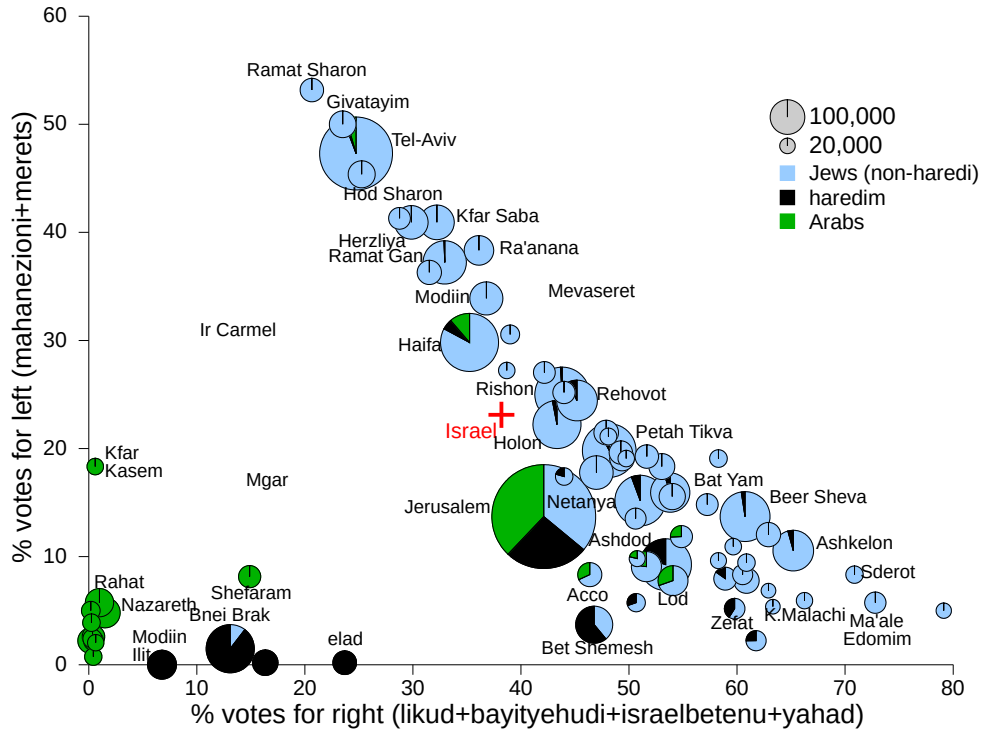 60
50
40
30
20
10
0
% votes for left (mahanezioni+merets)
Ramat Sharon
Givatayim
Tel-Aviv
100,000
20,000
Jews (non-haredi)
haredim
Arabs
Hod Sharon
Kfar Saba
Herzliya
Ra'anana
Ramat Gan
Modiin
Mevaseret
Ir Carmel
Haifa
Rishon
Rehovot
Israel
Holon
Petah Tikva
Kfar
Kasem
Mgar
Bat Yam
Jerusalem
Netanya
Beer Sheva
Ashdod
Ashkelon
Rahat
Shefaram
Acco
Lod
Sderot
Nazareth
Bnei Brak
Zefat
K.Malachi
Ma'ale
Edomim
Modiin
Ilit
elad
Bet Shemesh
0
10
20
30
40
50
60
70
80
% votes for right (likud+bayityehudi+israelbetenu+yahad)